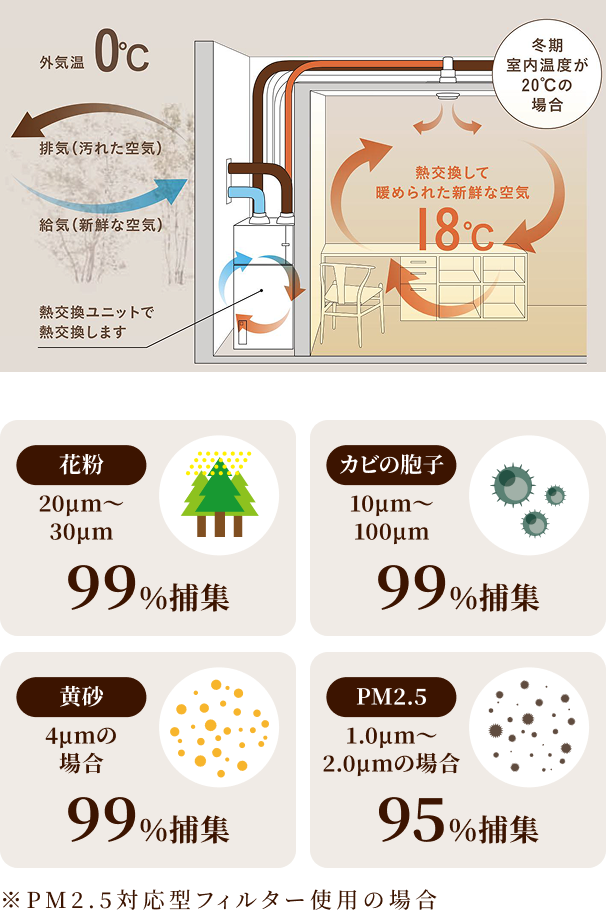 外気温 0℃
冬期
室内温度が
20℃の
場合
排気（汚れた空気）
給気（新鮮な空気）
熱交換して
暖められた新鮮な空気
18℃
熱交換ユニットで
熱交換します
花粉
20μm〜
30μm
99%捕集
カビの胞子
10μm〜
100μm
99%捕集
黄砂
4μmの
場合
99%捕集
PM2.5
1.0μm〜
2.0μmの場合
95%捕集
※PM2.5対応型フィルター使用の場合